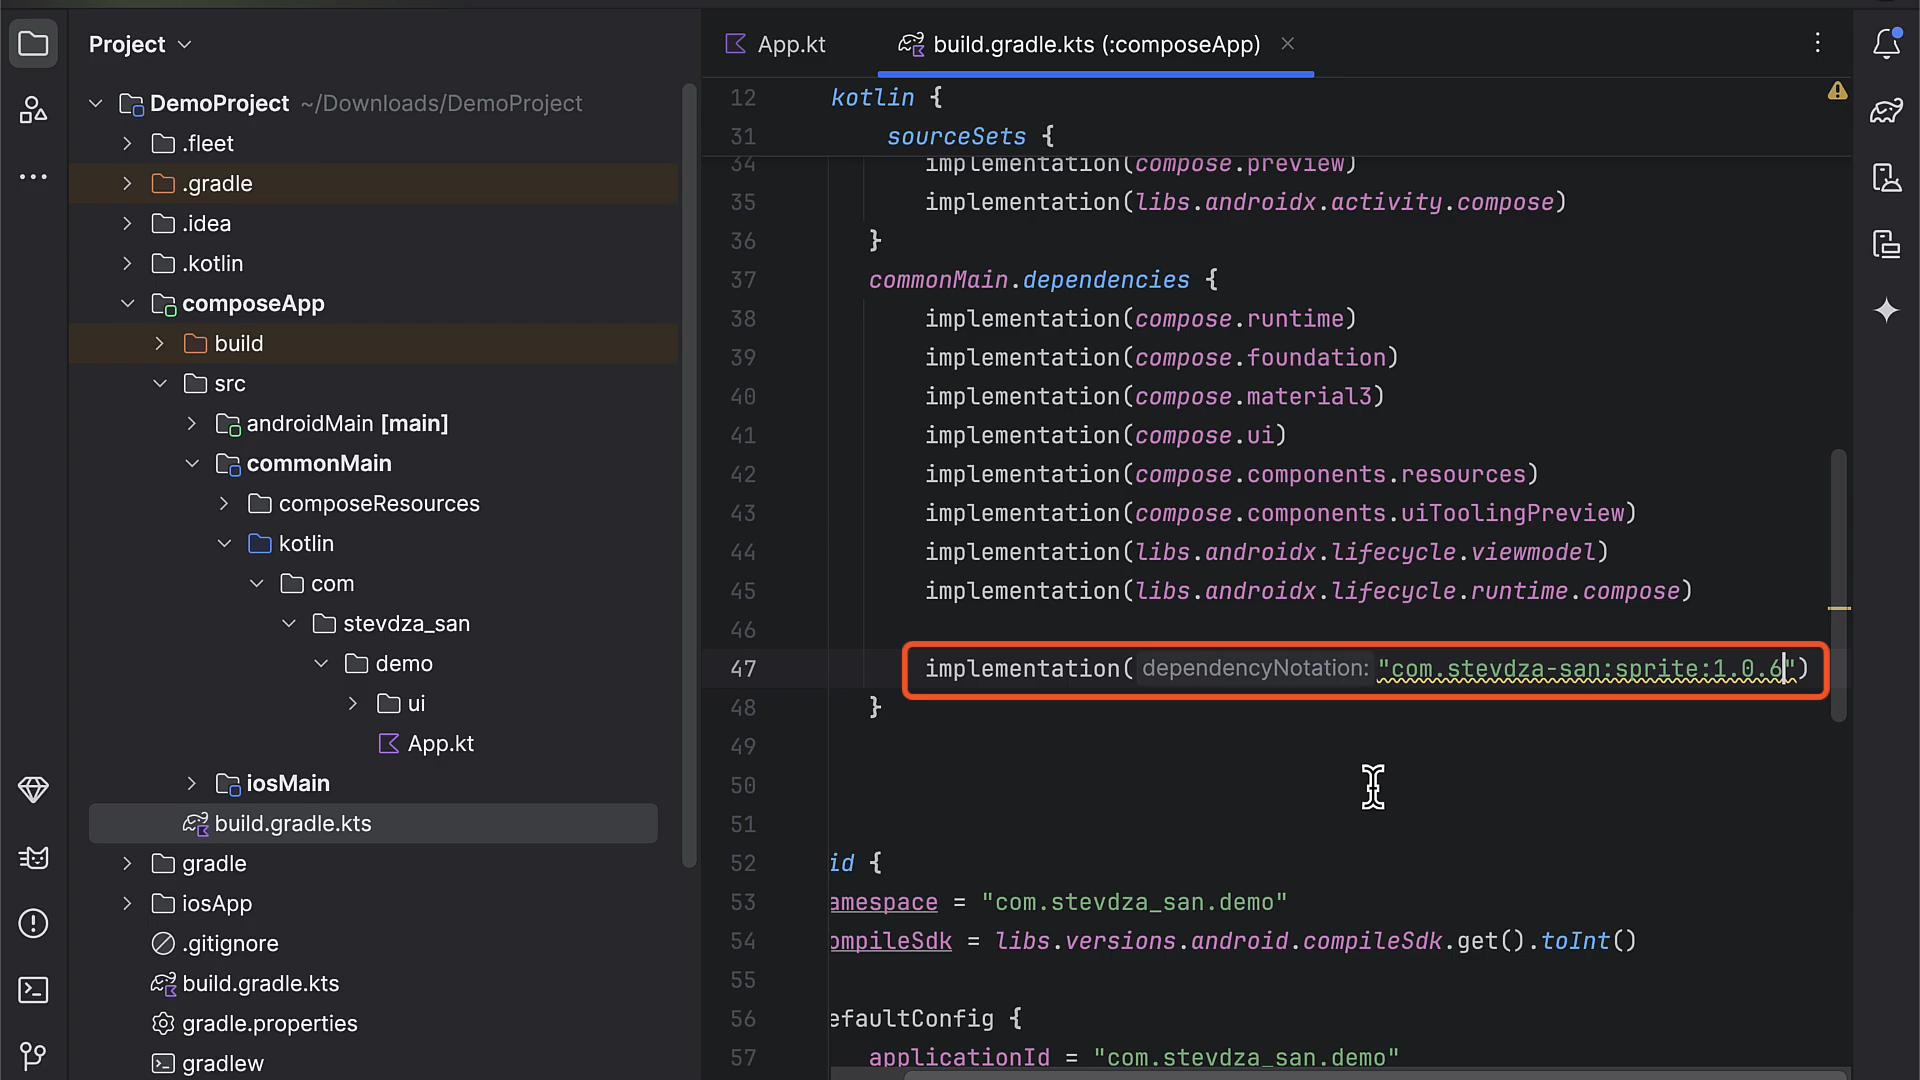 Project
DemoProject ~/Downloads/DemoProject
.fleet
.gradle
.idea
.kotlin
composeApp
build
src
androidMain [main]
commonMain
composeResources
kotlin
com
stevdza_san
demo
ui
App.kt
iosMain
build.gradle.kts
gradle
iosApp
.gitignore
build.gradle.kts
gradle.properties
gradlew
App.kt
build.gradle.kts (:composeApp)
12 kotlin {
31 sourceSets {
34 implementation(compose.preview)
35 implementation(libs.androidx.activity.compose)
36 }
37 commonMain.dependencies {
38 implementation(compose.runtime)
39 implementation(compose.foundation)
40 implementation(compose.material3)
41 implementation(compose.ui)
42 implementation(compose.components.resources)
43 implementation(compose.components.uiToolingPreview)
44 implementation(libs.androidx.lifecycle.viewmodel)
45 implementation(libs.androidx.lifecycle.runtime.compose)
46
47 implementation( dependencyNotation: "com.stevdza-san:sprite:1.0.6")
48 }
49
50
51
52 id {
53 amespace = "com.stevdza_san.demo"
54 ompileSdk = libs.versions.android.compileSdk.get().toInt()
55
56 efaultConfig {
57 applicationId = "com.stevdza_san.demo"